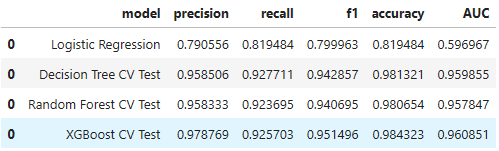 model precision recall f1 accuracy AUC
0 Logistic Regression 0.790556 0.819484 0.799963 0.819484 0.596967
0 Decision Tree CV Test 0.958506 0.927711 0.942857 0.981321 0.959855
0 Random Forest CV Test 0.958333 0.923695 0.940695 0.980654 0.957847
0 XGBoost CV Test 0.978769 0.925703 0.951496 0.984323 0.960851